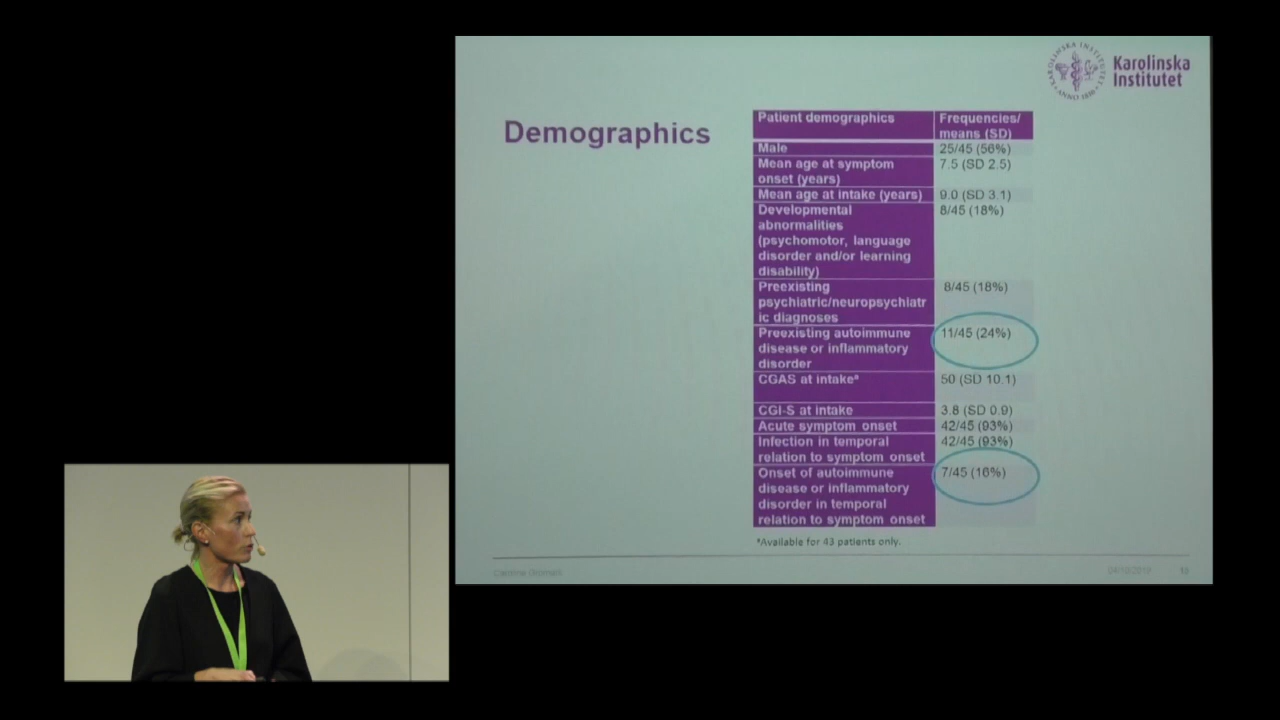 Karolinska
Institutet
ANNO 1810
Demographics
Patient demographics
Frequencies/
means (SD)
Male
25/45 (56%)
Mean age at symptom
onset (years)
7.5 (SD 2.5)
Mean age at intake (years)
9.0 (SD 3.1)
Developmental
abnormalities
(psychomotor, language
disorder and/or learning
disability)
8/45 (18%)
Preexisting
psychiatric/neuropsychiatr
ic diagnoses
8/45 (18%)
Preexisting autoimmune
disease or inflammatory
disorder
11/45 (24%)
CGAS at intakeª
50 (SD 10.1)
CGI-S at intake
3.8 (SD 0.9)
Acute symptom onset
42/45 (93%)
Infection in temporal
relation to symptom onset
42/45 (93%)
Onset of autoimmune
disease or inflammatory
disorder in temporal
relation to symptom onset
7/45 (16%)
ªAvailable for 43 patients only.